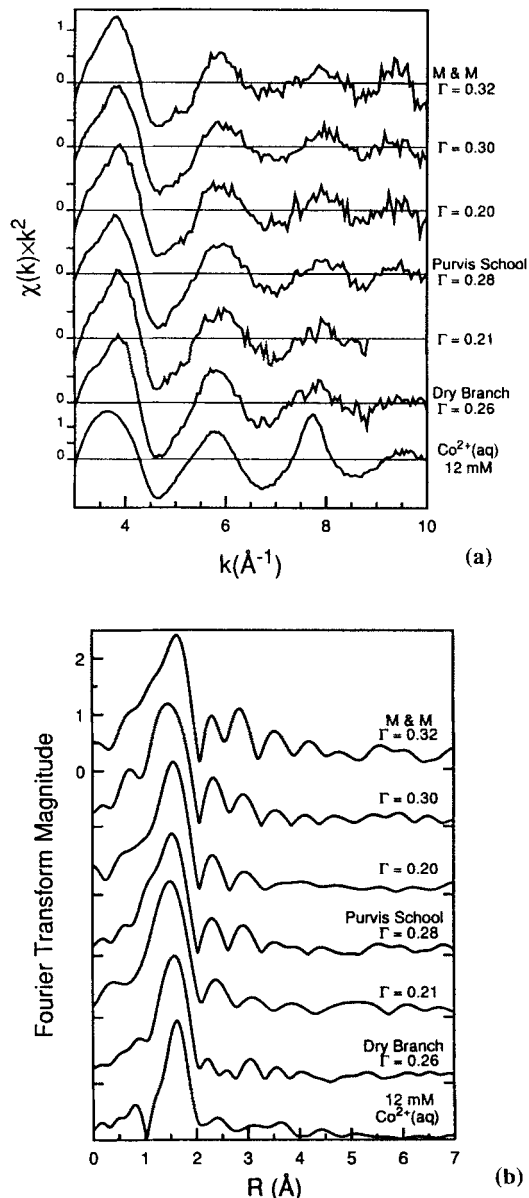 1
0
M & M
Γ = 0.32
0
Γ = 0.30
0
Γ = 0.20
χ(k)×k²
0
Purvis School
Γ = 0.28
0
Γ = 0.21
0
Dry Branch
Γ = 0.26
1
0
Co²⁺(aq)
12 mM
4 6 8 10
k(Å⁻¹)
(a)
2
1
0
M & M
Γ = 0.32
Γ = 0.30
Γ = 0.20
Fourier Transform Magnitude
Purvis School
Γ = 0.28
Γ = 0.21
Dry Branch
Γ = 0.26
12 mM
Co²⁺(aq)
0 1 2 3 4 5 6 7
R (Å)
(b)